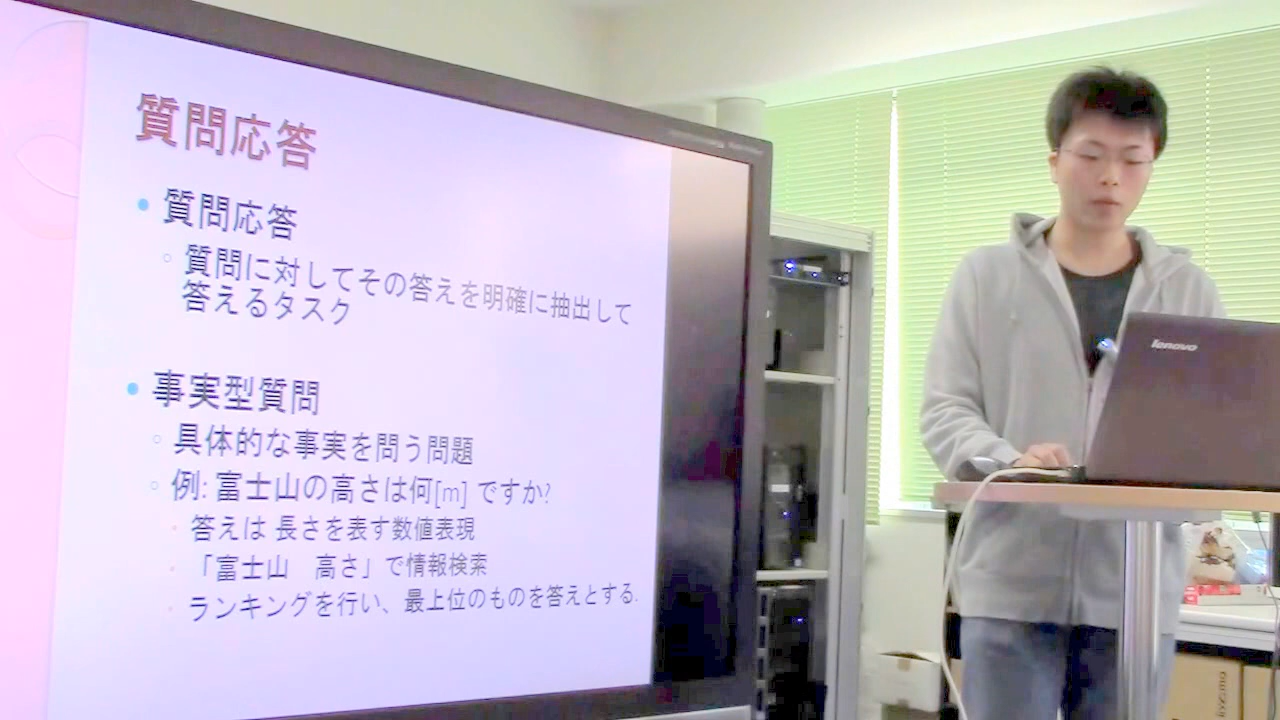 質問応答
• 質問応答
◦ 質問に対してその答えを明確に抽出して
答えるタスク
• 事実型質問
◦ 具体的な事実を問う問題
◦ 例: 富士山の高さは何[m] ですか?
・ 答えは 長さを表す数値表現
・ 「富士山　高さ」で情報検索
・ ランキングを行い、最上位のものを答えとする.
lenovo